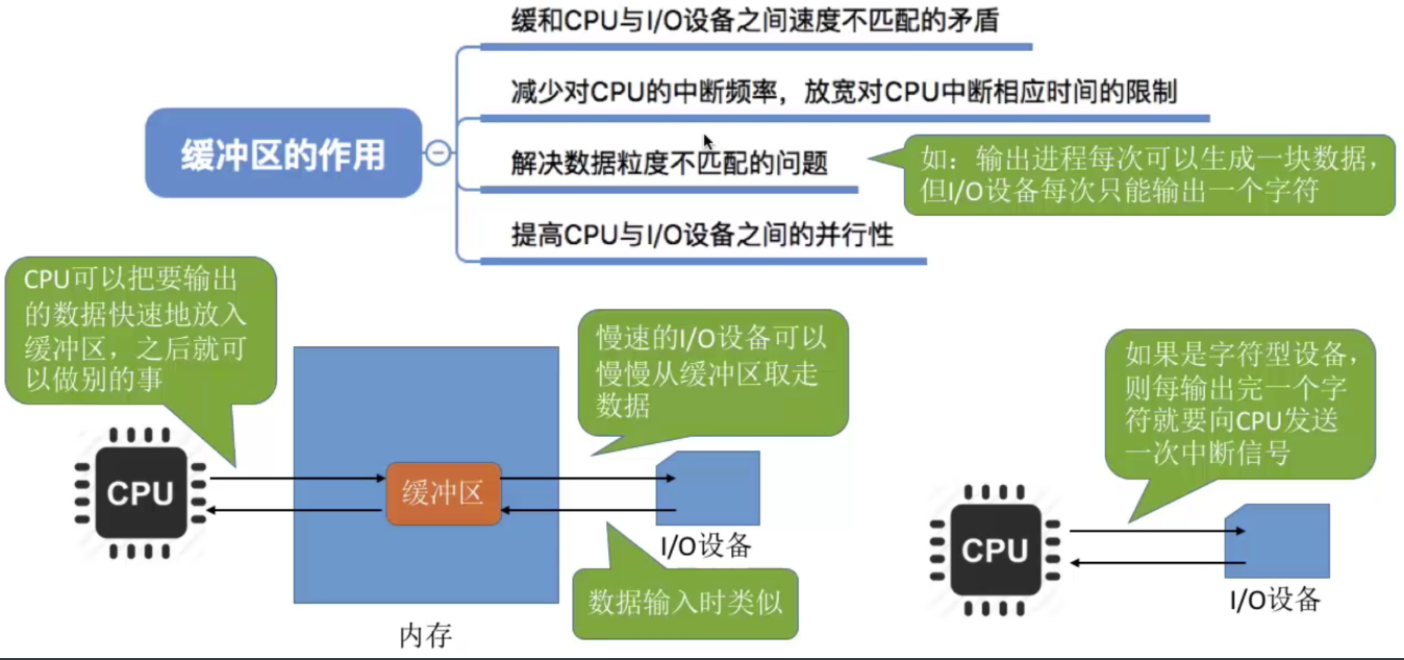 缓和CPU与I/O设备之间速度不匹配的矛盾
减少对CPU的中断频率，放宽对CPU中断相应时间的限制
缓冲区的作用
解决数据粒度不匹配的问题
如：输出进程每次可以生成一块数据，
但I/O设备每次只能输出一个字符
提高CPU与I/O设备之间的并行性
CPU可以把要输出
的数据快速地放入
缓冲区，之后就可
以做别的事
慢速的I/O设备可以
慢慢从缓冲区取走
数据
如果是字符型设备，
则每输出完一个字
符就要向CPU发送
一次中断信号
CPU
缓冲区
I/O设备
数据输入时类似
内存
CPU
I/O设备